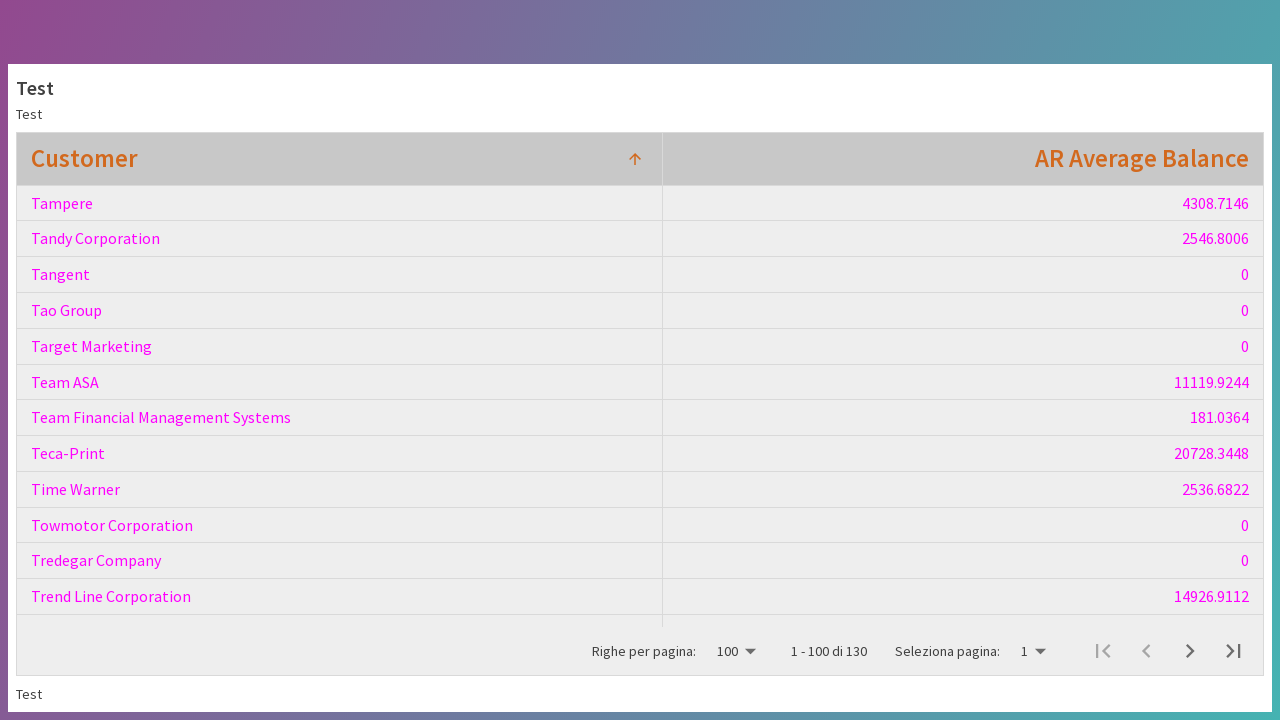 Test
Test
Customer AR Average Balance
Tampere 4308.7146
Tandy Corporation 2546.8006
Tangent 0
Tao Group 0
Target Marketing 0
Team ASA 11119.9244
Team Financial Management Systems 181.0364
Teca-Print 20728.3448
Time Warner 2536.6822
Towmotor Corporation 0
Tredegar Company 0
Trend Line Corporation 14926.9112
Righe per pagina: 100 1 - 100 di 130 Seleziona pagina: 1
Test